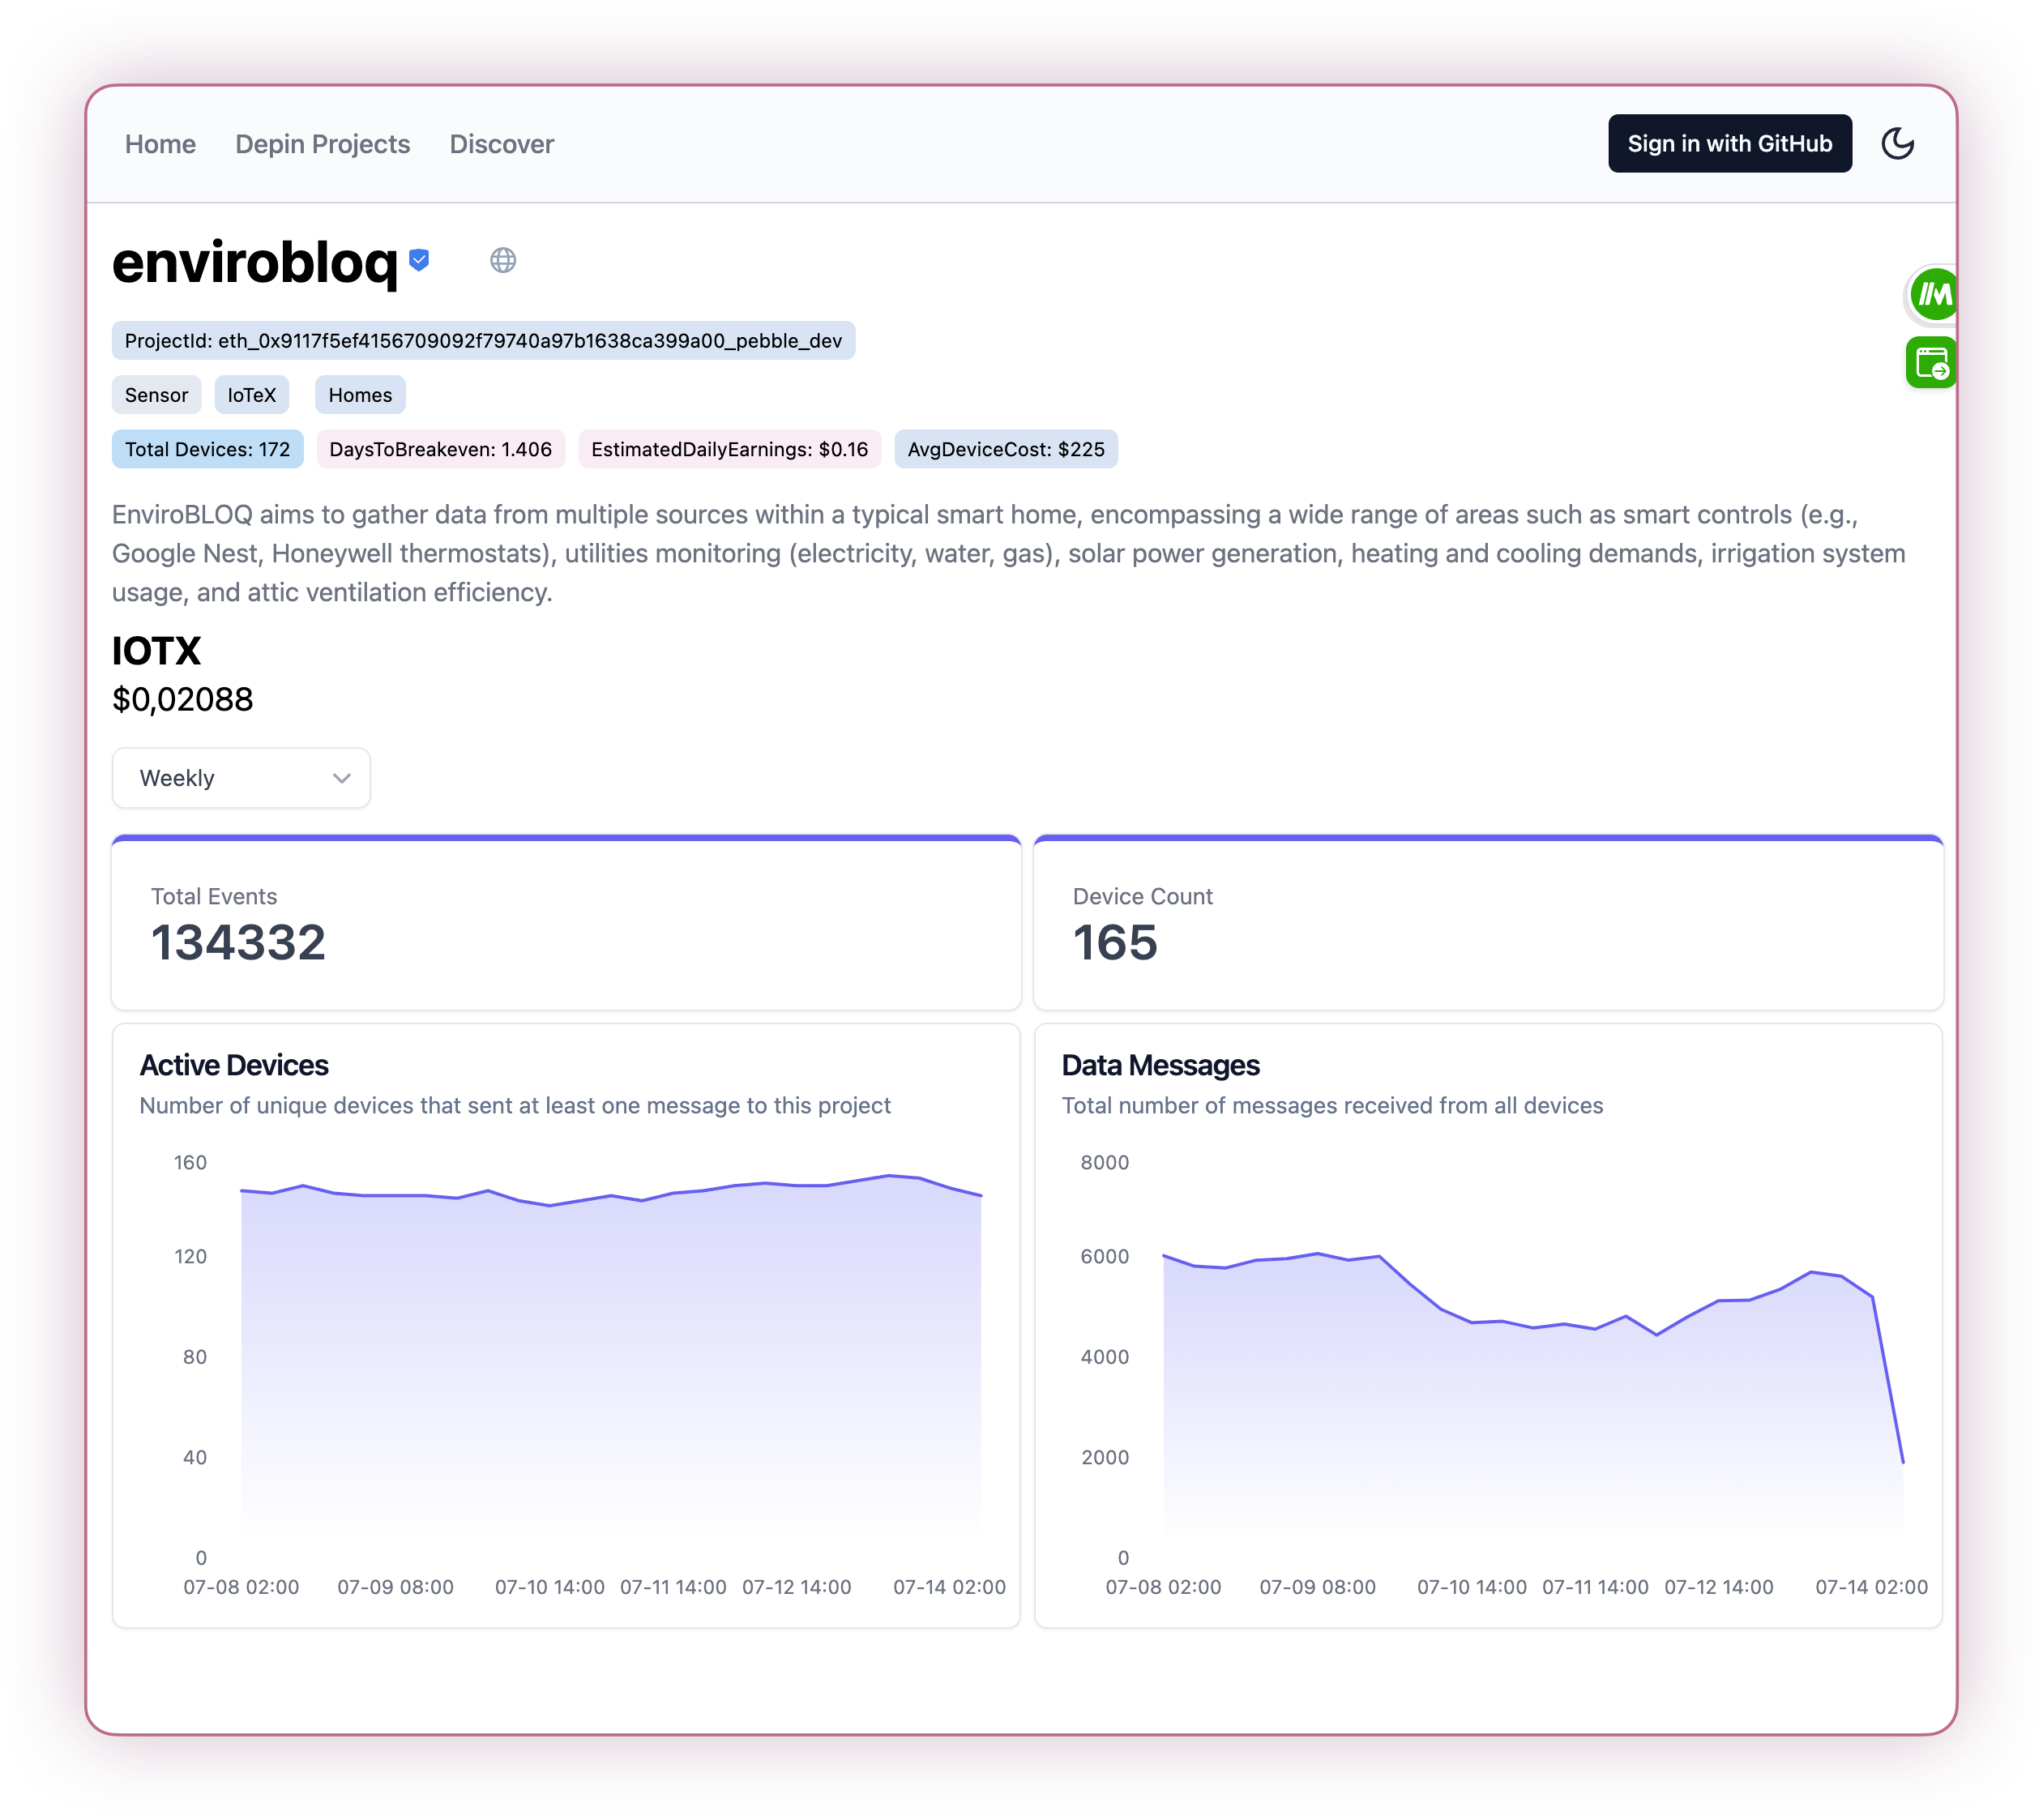 Home Depin Projects Discover Sign in with GitHub
envirobloq
ProjectId: eth_0x9117f5ef4156709092f79740a97b1638ca399a00_pebble_dev
Sensor IoTeX Homes
Total Devices: 172 DaysToBreakeven: 1.406 EstimatedDailyEarnings: $0.16 AvgDeviceCost: $225
EnviroBLOQ aims to gather data from multiple sources within a typical smart home, encompassing a wide range of areas such as smart controls (e.g.,
Google Nest, Honeywell thermostats), utilities monitoring (electricity, water, gas), solar power generation, heating and cooling demands, irrigation system
usage, and attic ventilation efficiency.
IOTX
$0,02088
Weekly
Total Events
134332
Device Count
165
Active Devices
Number of unique devices that sent at least one message to this project
160
120
80
40
0
07-08 02:00 07-09 08:00 07-10 14:00 07-11 14:00 07-12 14:00 07-14 02:00
Data Messages
Total number of messages received from all devices
8000
6000
4000
2000
0
07-08 02:00 07-09 08:00 07-10 14:00 07-11 14:00 07-12 14:00 07-14 02:00